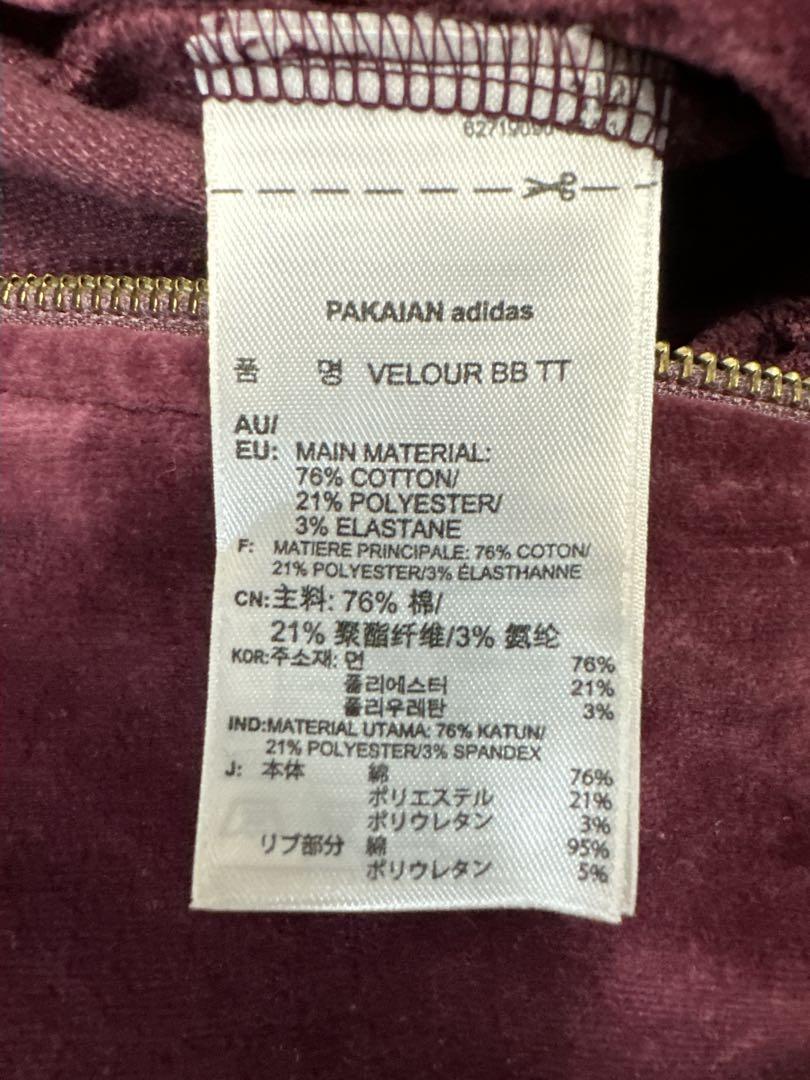 PAKAIAN adidas
품 명 VELOUR BB TT
AU/
EU: MAIN MATERIAL:
76% COTTON/
21% POLYESTER/
3% ELASTANE
F: MATIERE PRINCIPALE: 76% COTON/
21% POLYESTER/3% ÉLASTHANNE
CN:主料: 76% 棉/
21% 聚酯纤维/3% 氨纶
KOR:주소재: 면 76%
폴리에스터 21%
폴리우레탄 3%
IND:MATERIAL UTAMA: 76% KATUN/
21% POLYESTER/3% SPANDEX
J: 本体 綿 76%
ポリエステル 21%
ポリウレタン 3%
リブ部分 綿 95%
ポリウレタン 5%